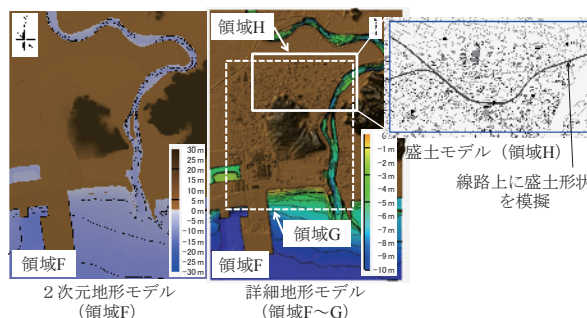 領域H
盛土モデル（領域H）
線路上に盛土形状
を模擬
30 m
25 m
20 m
15 m
10 m
5 m
0 m
−5 m
−10 m
−15 m
−20 m
−25 m
−30 m
0 m
−1 m
−2 m
−3 m
−4 m
−5 m
−6 m
−7 m
−8 m
−9 m
−10 m
領域G
領域F
領域F
２次元地形モデル
（領域F）
詳細地形モデル
（領域F～G）